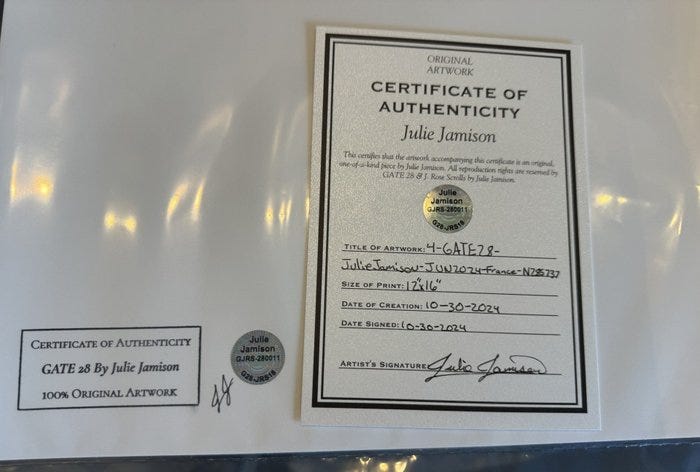 ORIGINAL
ARTWORK
CERTIFICATE OF
AUTHENTICITY
Julie Jamison
This certifies that the artwork accompanying this certificate is an original,
one-of-a-kind piece by Julie Jamison. All reproduction rights are reserved by
GATE 28 & J. Rose Scrolls by Julie Jamison.
Julie
Jamison
GJRS-280011
G28-JRS18
TITLE OF ARTWORK: 4-GATE28-
JulieJamison-JUN2024-France-N285737
SIZE OF PRINT: 12"x16"
DATE OF CREATION: 10-30-2024
DATE SIGNED: 10-30-2024
ARTIST'S SIGNATURE Julie Jamison
CERTIFICATE OF AUTHENTICITY
GATE 28 By Julie Jamison
100% ORIGINAL ARTWORK
JJ
Julie
Jamison
GJRS-280011
G28-JRS18